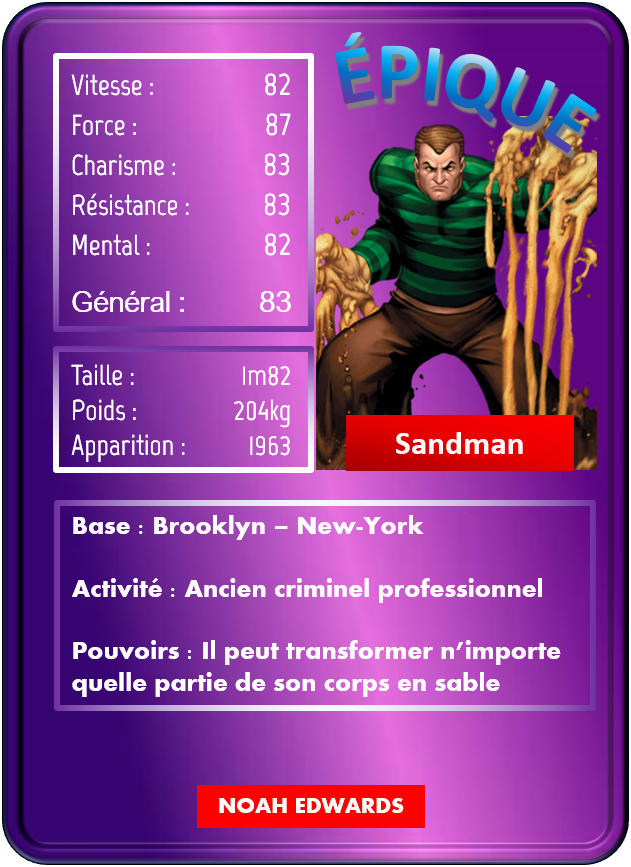 ÉPIQUE
Vitesse : 82
Force : 87
Charisme : 83
Résistance : 83
Mental : 82
Général : 83
Taille : 1m82
Poids : 204kg
Apparition : 1963
Sandman
Base : Brooklyn – New-York
Activité : Ancien criminel professionnel
Pouvoirs : Il peut transformer n’importe
quelle partie de son corps en sable
NOAH EDWARDS